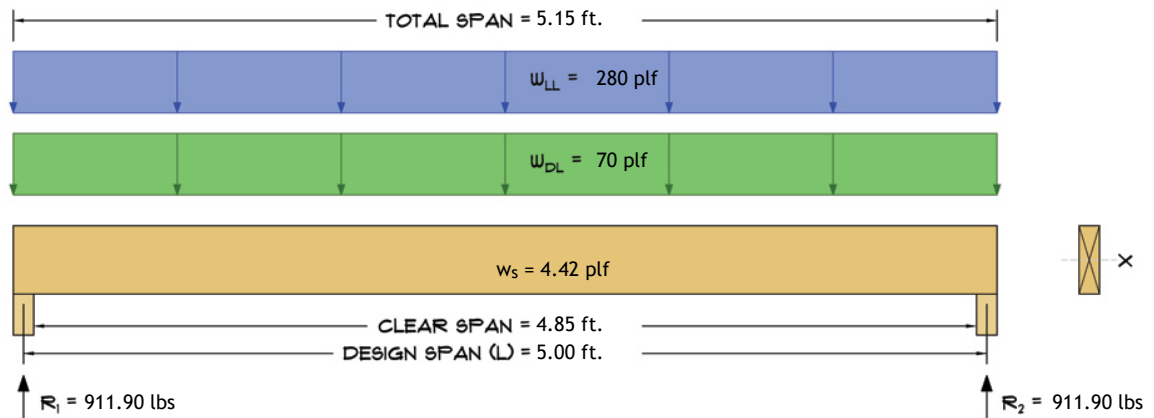 TOTAL SPAN = 5.15 ft.
WLL = 280 plf
WDL = 70 plf
ws = 4.42 plf
X
CLEAR SPAN = 4.85 ft.
DESIGN SPAN (L) = 5.00 ft.
R1 = 911.90 lbs
R2 = 911.90 lbs